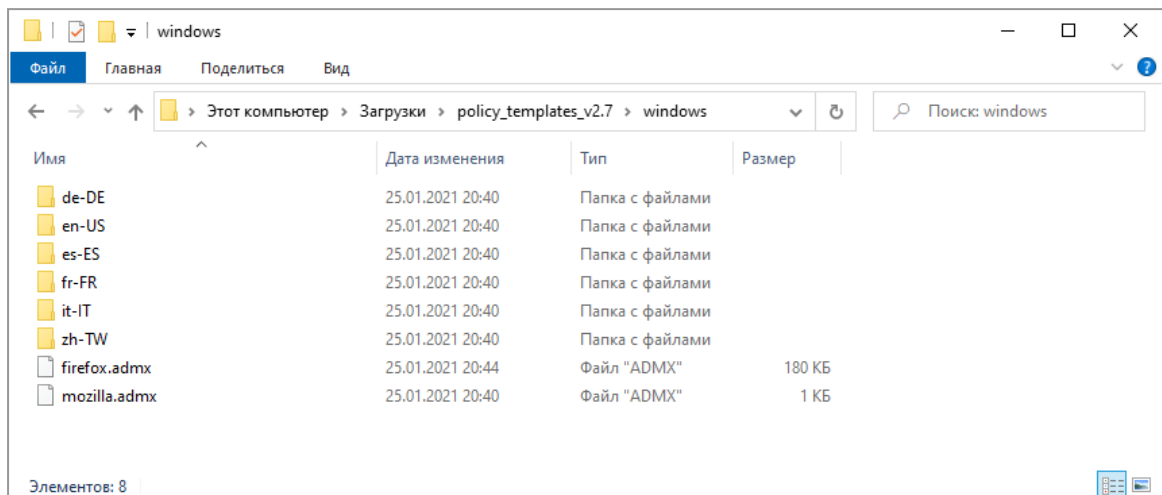 windows
Файл Главная Поделиться Вид
Этот компьютер Загрузки policy_templates_v2.7 windows Поиск: windows
Имя Дата изменения Тип Размер
de-DE 25.01.2021 20:40 Папка с файлами
en-US 25.01.2021 20:40 Папка с файлами
es-ES 25.01.2021 20:40 Папка с файлами
fr-FR 25.01.2021 20:40 Папка с файлами
it-IT 25.01.2021 20:40 Папка с файлами
zh-TW 25.01.2021 20:40 Папка с файлами
firefox.admx 25.01.2021 20:44 Файл "ADMX" 180 КБ
mozilla.admx 25.01.2021 20:40 Файл "ADMX" 1 КБ
Элементов: 8